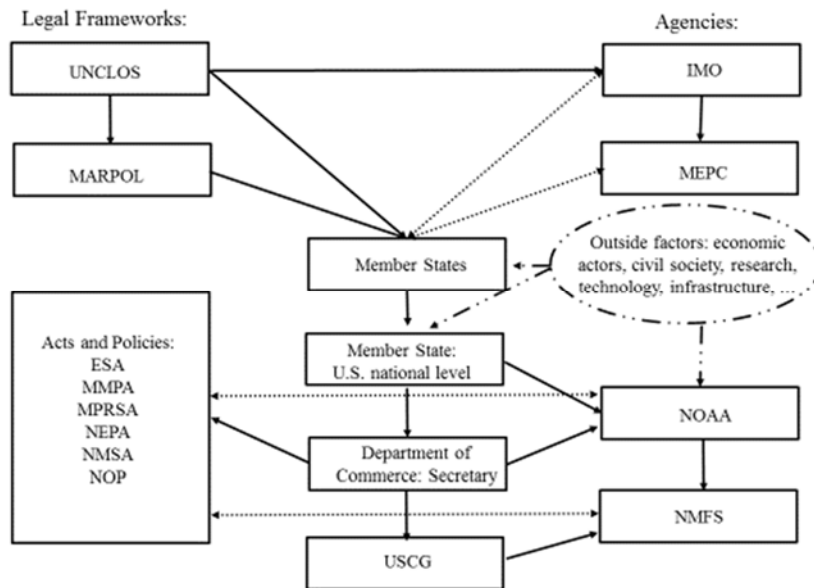 Legal Frameworks:
Agencies:
UNCLOS
IMO
MARPOL
MEPC
Member States
Outside factors: economic
actors, civil society, research,
technology, infrastructure, ...
Acts and Policies:
ESA
MMPA
MPRSA
NEPA
NMSA
NOP
Member State:
U.S. national level
NOAA
Department of
Commerce: Secretary
NMFS
USCG